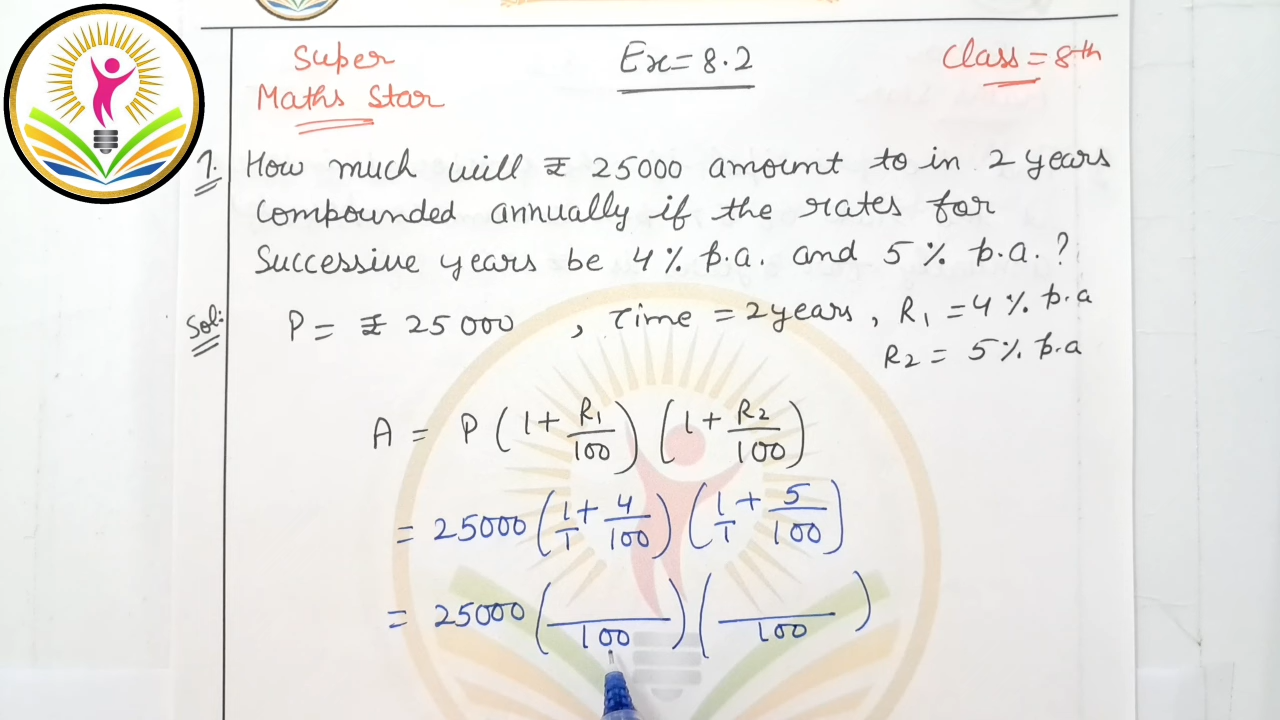 Super
Maths Star
Ex=8.2
Class=8th
1. How much will ₹ 25000 amount to in 2 years
compounded annually if the rates for
Successive years be 4% p.a. and 5% p.a.?
Sol: P = ₹ 25000 , Time = 2years, R1 = 4% p.a
R2 = 5% p.a
A = P(1+R1/100)(1+R2/100)
= 25000(1/1+4/100)(1/1+5/100)
= 25000(/100)(/100)